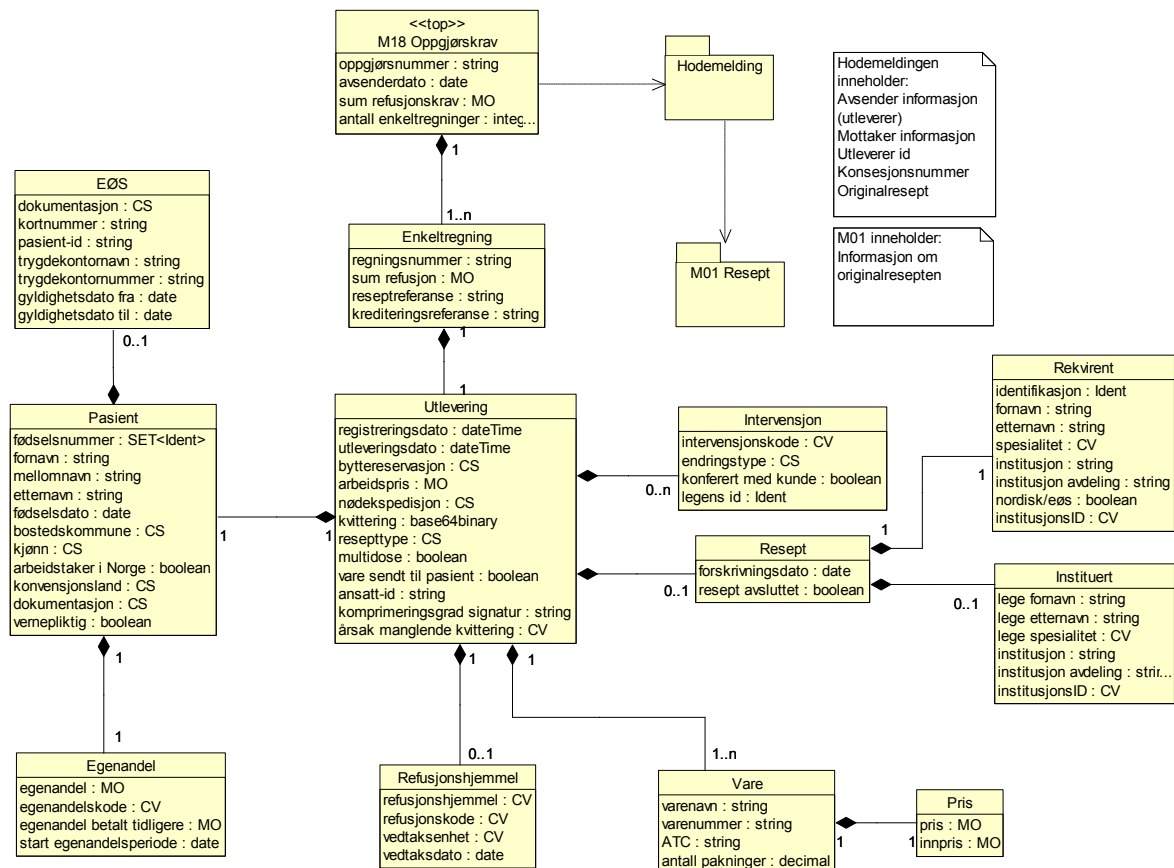 <<top>>
M18 Oppgjørskrav
oppgjørsnummer : string
avsenderdato : date
sum refusjonskrav : MO
antall enkeltregninger : integ...
1
1..n
Hodemelding
M01 Resept
Hodemeldingen
inneholder:
Avsender informasjon
(utleverer)
Mottaker informasjon
Utleverer id
Konsesjonsnummer
Originalresept
M01 inneholder:
Informasjon om
originalresepten
EØS
dokumentasjon : CS
kortnummer : string
pasient-id : string
trygdekontornavn : string
trygdekontornummer : string
gyldighetsdato fra : date
gyldighetsdato til : date
0..1
Enkeltregning
regningsnummer : string
sum refusjon : MO
reseptreferanse : string
krediteringsreferanse : string
1
1
Pasient
fødselsnummer : SET<Ident>
fornavn : string
mellomnavn : string
etternavn : string
fødselsdato : date
bostedskommune : CS
kjønn : CS
arbeidstaker i Norge : boolean
konvensjonsland : CS
dokumentasjon : CS
vernepliktig : boolean
1
1
1
Utlevering
registreringsdato : dateTime
utleveringsdato : dateTime
byttereservasjon : CS
arbeidspris : MO
nødekspedisjon : CS
kvittering : base64binary
resepttype : CS
multidose : boolean
vare sendt til pasient : boolean
ansatt-id : string
komprimeringsgrad signatur : string
årsak manglende kvittering : CV
1
1
Intervensjon
intervensjonskode : CV
endringstype : CS
konferert med kunde : boolean
legens id : Ident
0..n
Resept
forskrivningsdato : date
resept avsluttet : boolean
0..1
1
1
0..1
Rekvirent
identifikasjon : Ident
fornavn : string
etternavn : string
spesialitet : CV
institusjon : string
institusjon avdeling : string
nordisk/eøs : boolean
institusjonsID : CV
Instituert
lege fornavn : string
lege etternavn : string
lege spesialitet : CV
institusjon : string
institusjon avdeling : strir...
institusjonsID : CV
1
Egenandel
egenandel : MO
egenandelskode : CV
egenandel betalt tidligere : MO
start egenandelsperiode : date
0..1
Refusjonshjemmel
refusjonshjemmel : CV
refusjonskode : CV
vedtaksenhet : CV
vedtaksdato : date
1..n
Vare
varenavn : string
varenummer : string
ATC : string
antall pakninger : decimal
1
1
Pris
pris : MO
innpris : MO